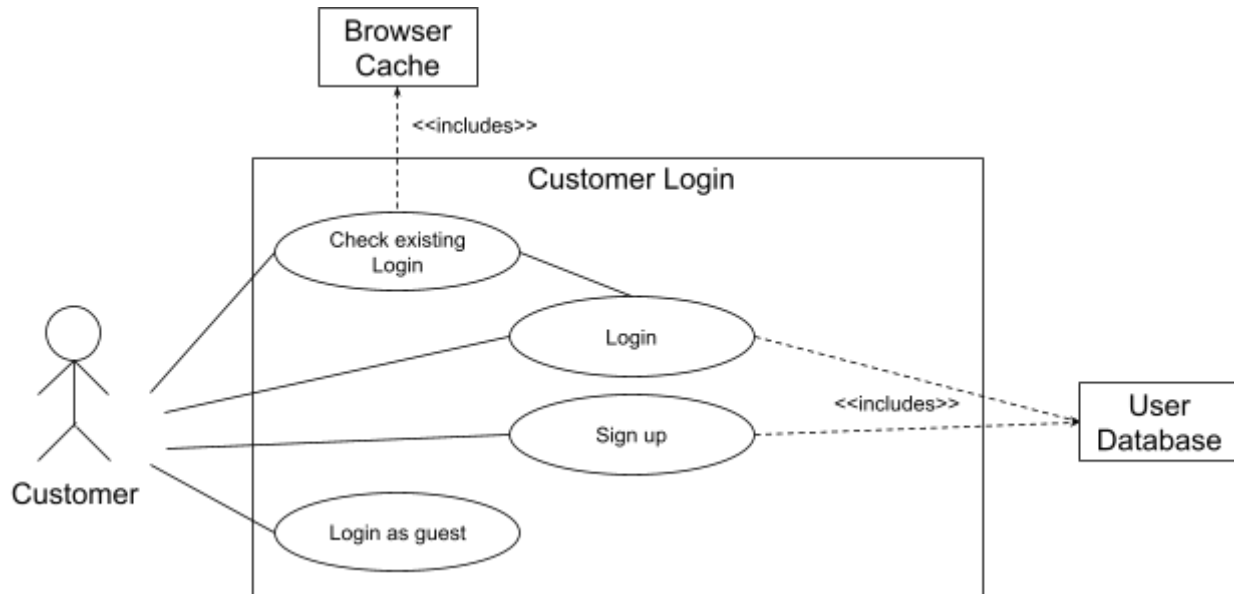 Browser
Cache
<<includes>>
Customer Login
Check existing
Login
Login
<<includes>>
User
Database
Sign up
Customer
Login as guest